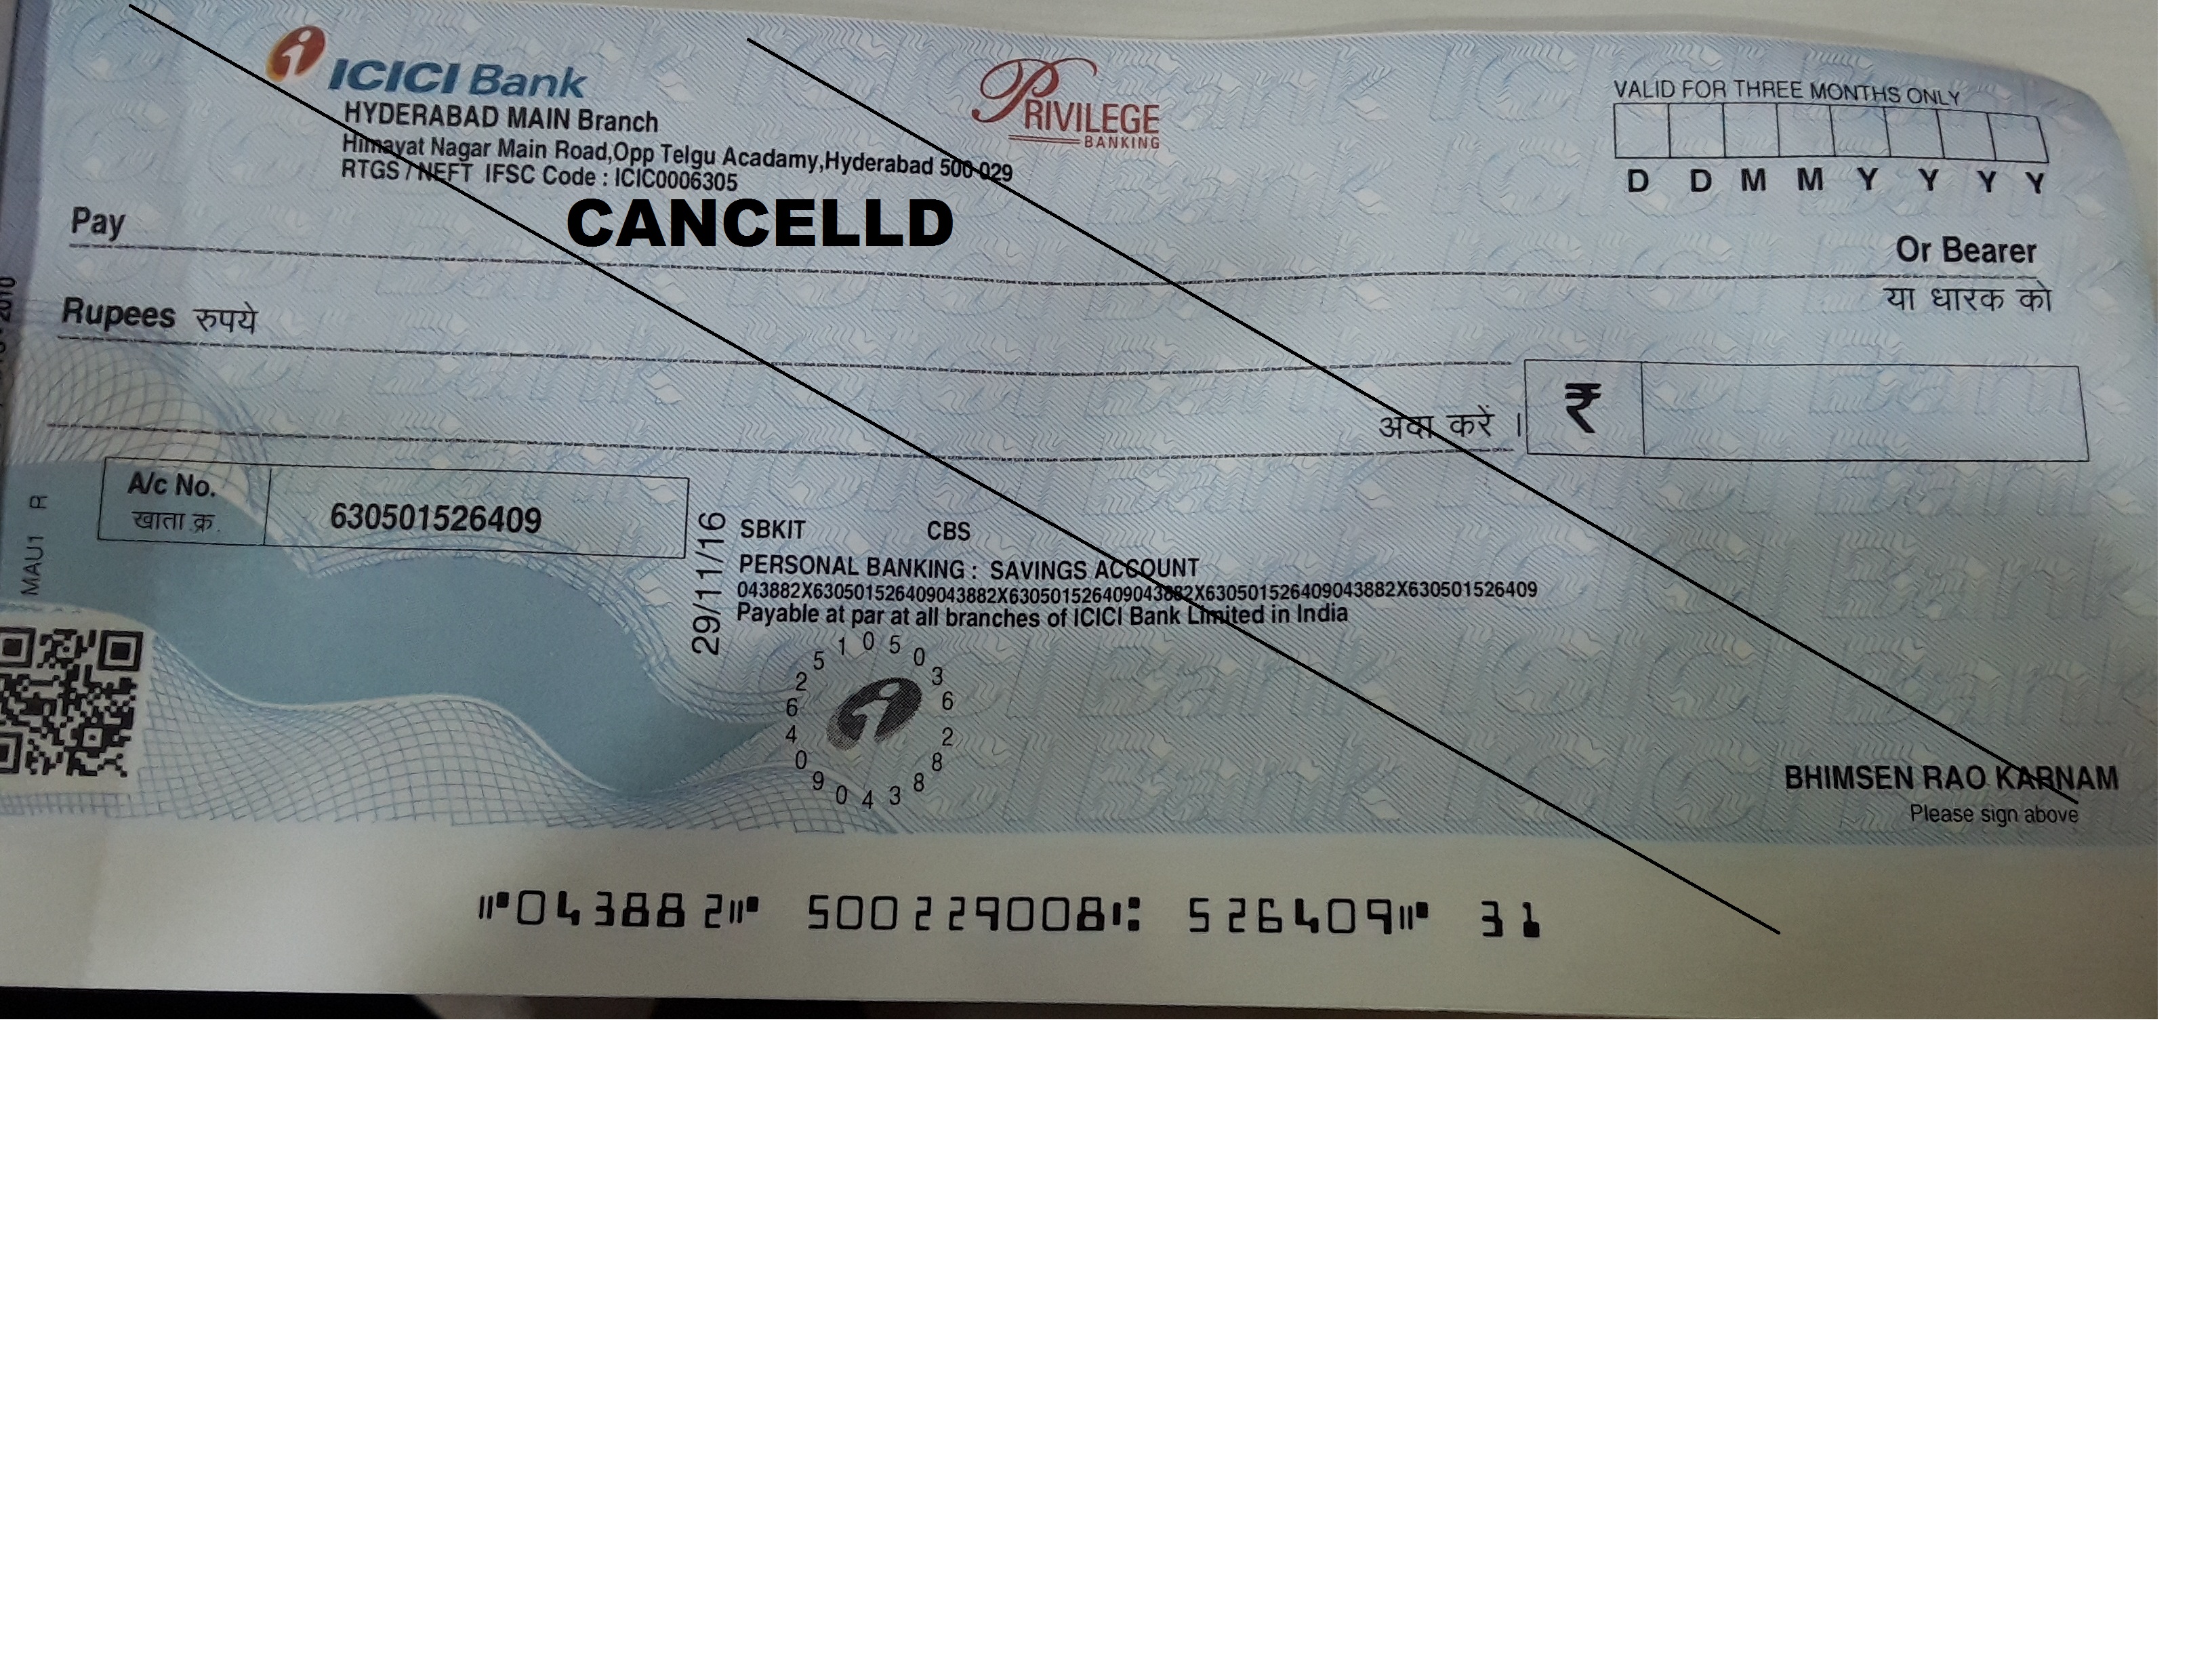 ICICI Bank
PRIVILEGE
BANKING
HYDERABAD MAIN Branch
Himayat Nagar Main Road,Opp Telgu Acadamy,Hyderabad 500 029
RTGS / NEFT IFSC Code : ICIC0006305
VALID FOR THREE MONTHS ONLY
D D M M Y Y Y Y
CANCELLD
Pay
Or Bearer
या धारक को
Rupees रुपये
अदा करें ।
₹
A/c No.
खाता क्र.
630501526409
MAU1 R
29/11/16
SBKIT CBS
PERSONAL BANKING : SAVINGS ACCOUNT
043882X630501526409043882X630501526409043882X630501526409043882X630501526409
Payable at par at all branches of ICICI Bank Limited in India
6 3 0 5 0 1 5 2 6 4 0 9 0 4 3 8 8 2
BHIMSEN RAO KARNAM
Please sign above
⑈043882⑈ 500229008⑆ 526409⑈ 31